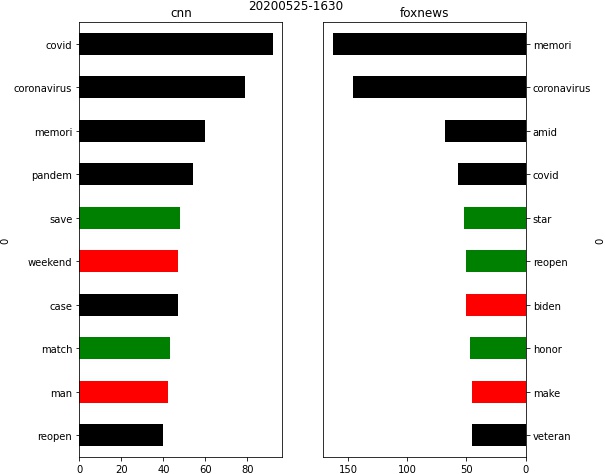 20200525-1630
cnn
foxnews
covid
coronavirus
memori
pandem
save
weekend
case
match
man
reopen
0
0 20 40 60 80
memori
coronavirus
amid
covid
star
reopen
biden
honor
make
veteran
0
150 100 50 0